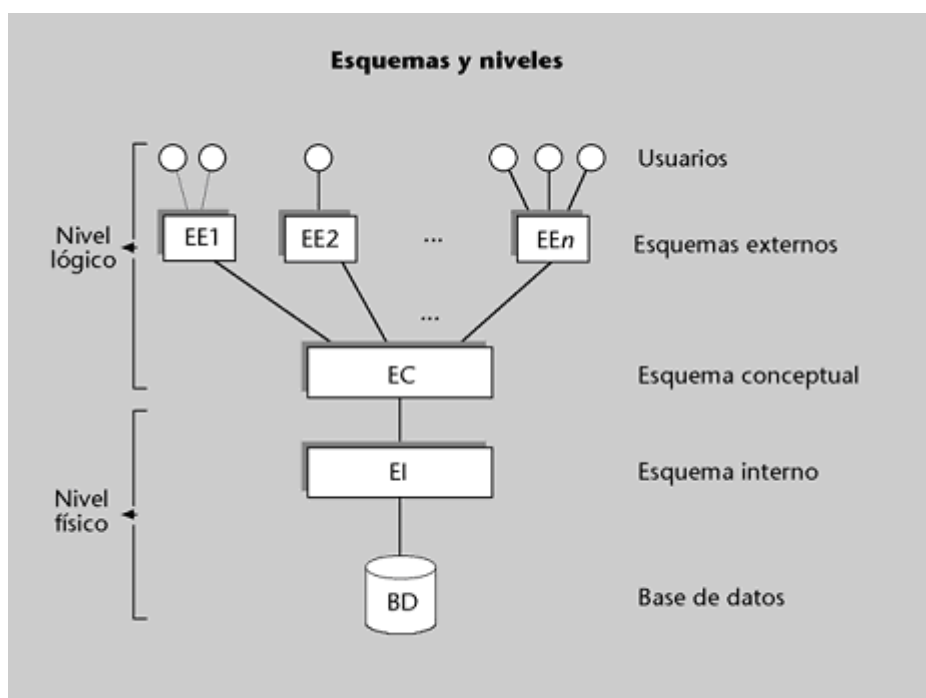 Esquemas y niveles
Usuarios
EE1
EE2
...
EEn
Esquemas externos
Nivel
lógico
...
EC
Esquema conceptual
EI
Esquema interno
Nivel
físico
BD
Base de datos